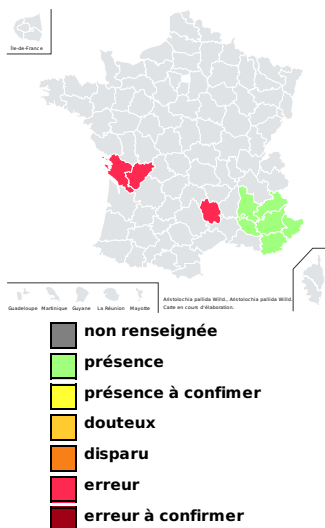 Île-de-France
Guadeloupe Martinique Guyane La Réunion Mayotte
Aristolochia pallida Willd., Aristolochia pallida Willd.
Carte en cours d'élaboration.
non renseignée
présence
présence à confimer
douteux
disparu
erreur
erreur à confirmer